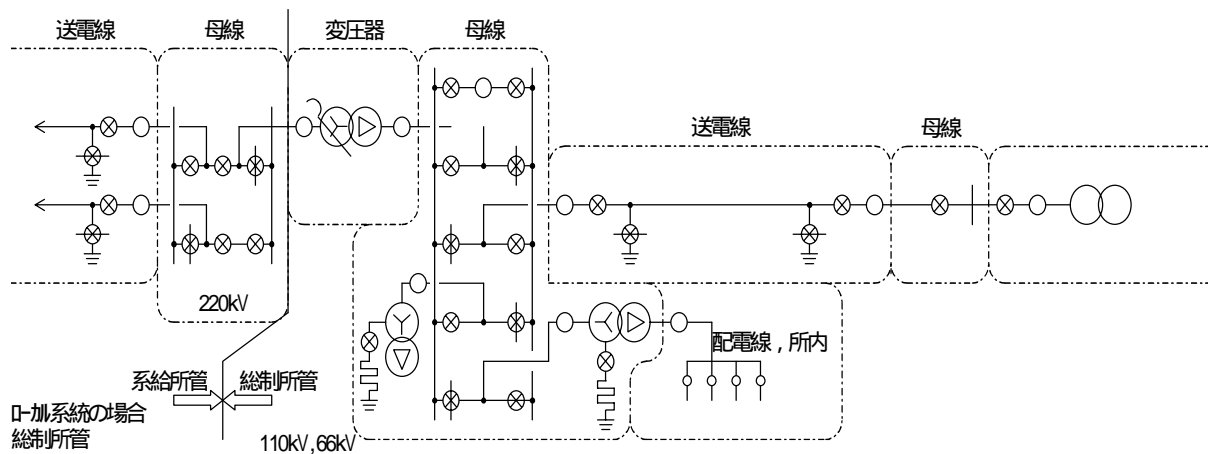 送電線
母線
変圧器
母線
送電線
母線
220kV
配電線，所内
系給所管
総制所管
ローカル系統の場合
総制所管
110kV,66kV